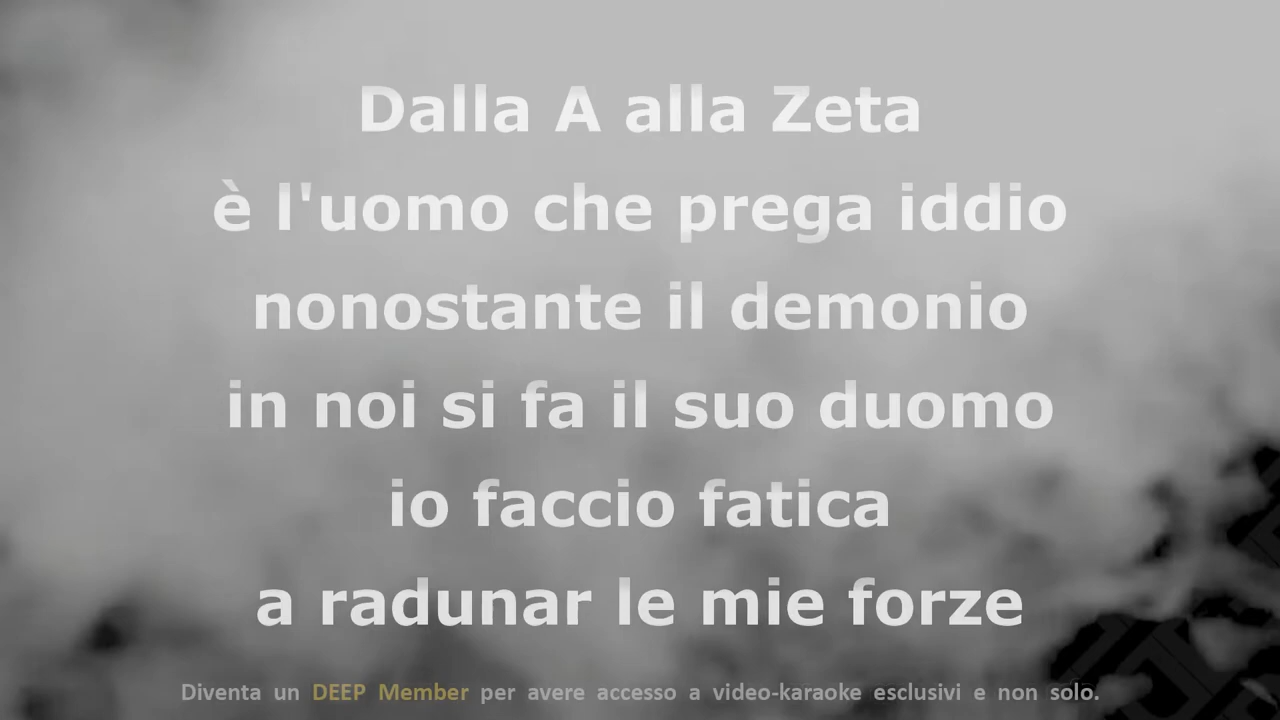 Dalla A alla Zeta
è l'uomo che prega iddio
nonostante il demonio
in noi si fa il suo duomo
io faccio fatica
a radunar le mie forze
Diventa un DEEP Member per avere accesso a video-karaoke esclusivi e non solo.